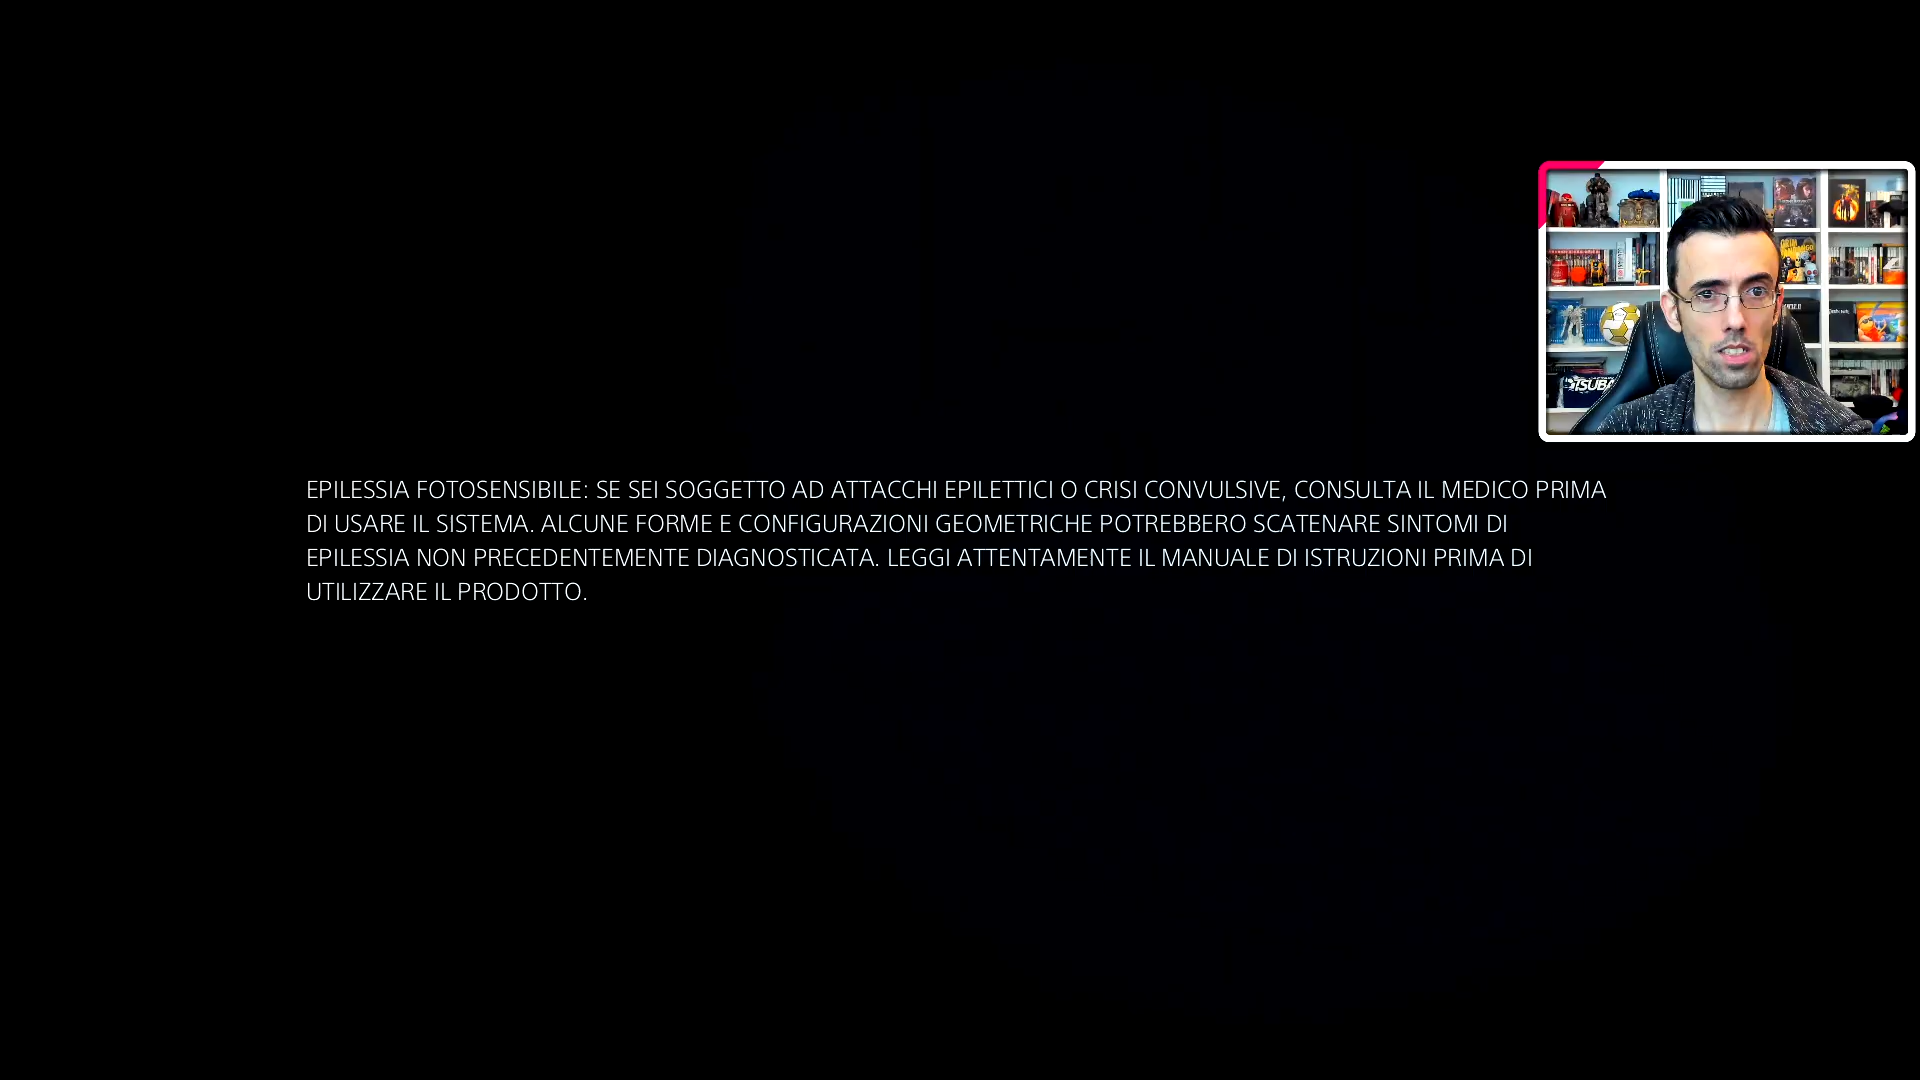 EPILESSIA FOTOSENSIBILE: SE SEI SOGGETTO AD ATTACCHI EPILETTICI O CRISI CONVULSIVE, CONSULTA IL MEDICO PRIMA
DI USARE IL SISTEMA. ALCUNE FORME E CONFIGURAZIONI GEOMETRICHE POTREBBERO SCATENARE SINTOMI DI
EPILESSIA NON PRECEDENTEMENTE DIAGNOSTICATA. LEGGI ATTENTAMENTE IL MANUALE DI ISTRUZIONI PRIMA DI
UTILIZZARE IL PRODOTTO.